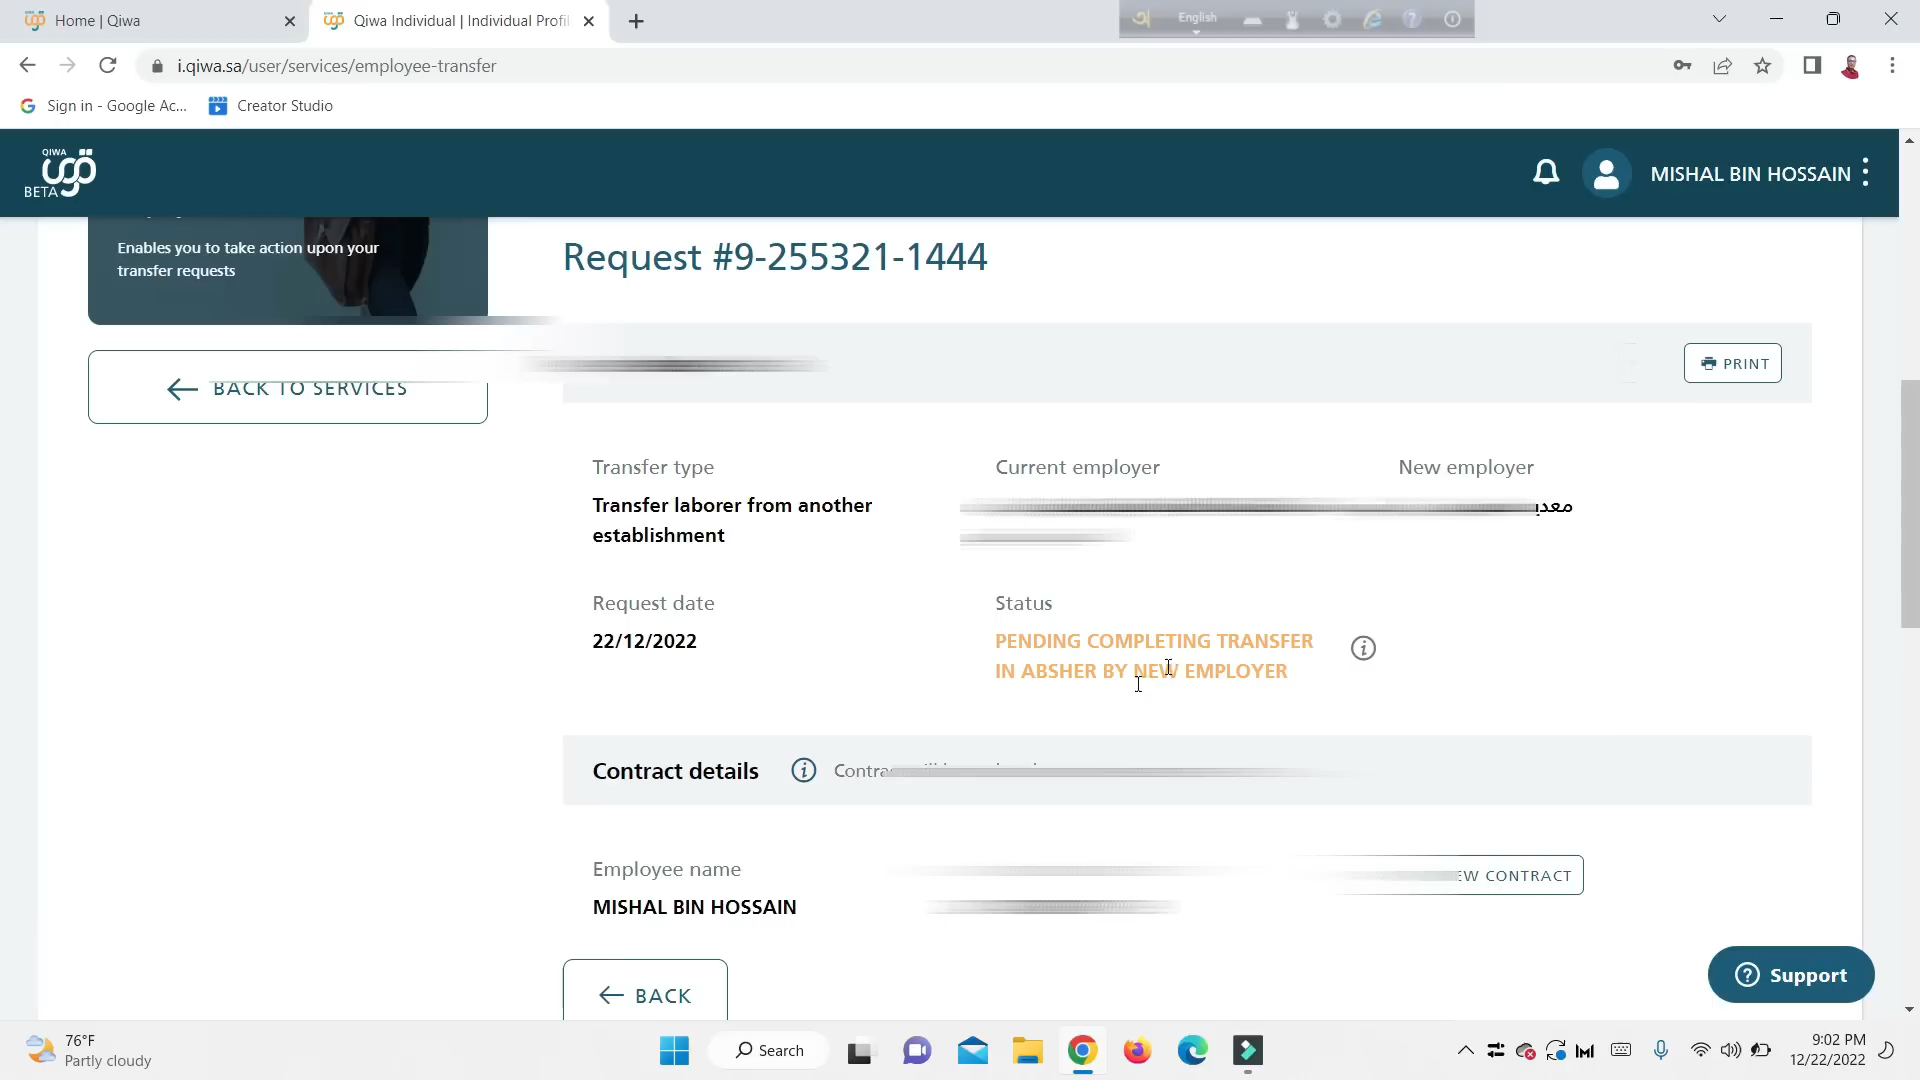 Home | Qiwa
Qiwa Individual | Individual Profil
English
i.qiwa.sa/user/services/employee-transfer
Sign in - Google Ac...
Creator Studio
QIWA
قوى
BETA
MISHAL BIN HOSSAIN
Enables you to take action upon your
transfer requests
Request #9-255321-1444
BACK TO SERVICES
PRINT
Transfer type
Current employer
New employer
Transfer laborer from another
establishment
Request date
Status
22/12/2022
PENDING COMPLETING TRANSFER
IN ABSHER BY NEW EMPLOYER
Contract details
Employee name
CONTRACT
MISHAL BIN HOSSAIN
BACK
Support
76°F
Partly cloudy
Search
9:02 PM
12/22/2022